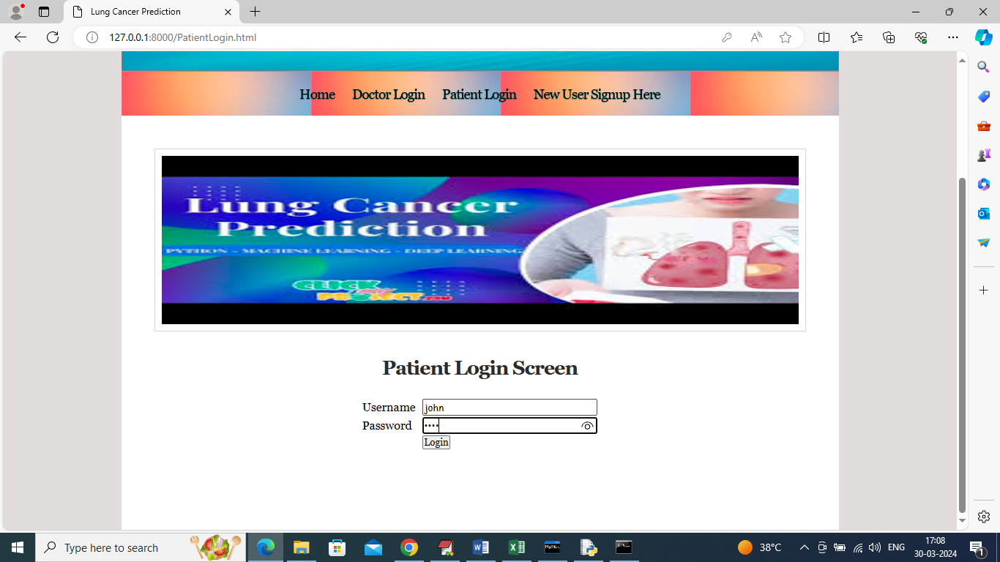 Lung Cancer Prediction
127.0.0.1:8000/PatientLogin.html
Home Doctor Login Patient Login New User Signup Here
Lung Cancer
Prediction
PYTHON - MACHINE LEARNING - DEEP LEARNING
CLICK
PROJECT.COM
Patient Login Screen
Username john
Password ••••
Login
Type here to search
38°C
ENG
17:08
30-03-2024
1